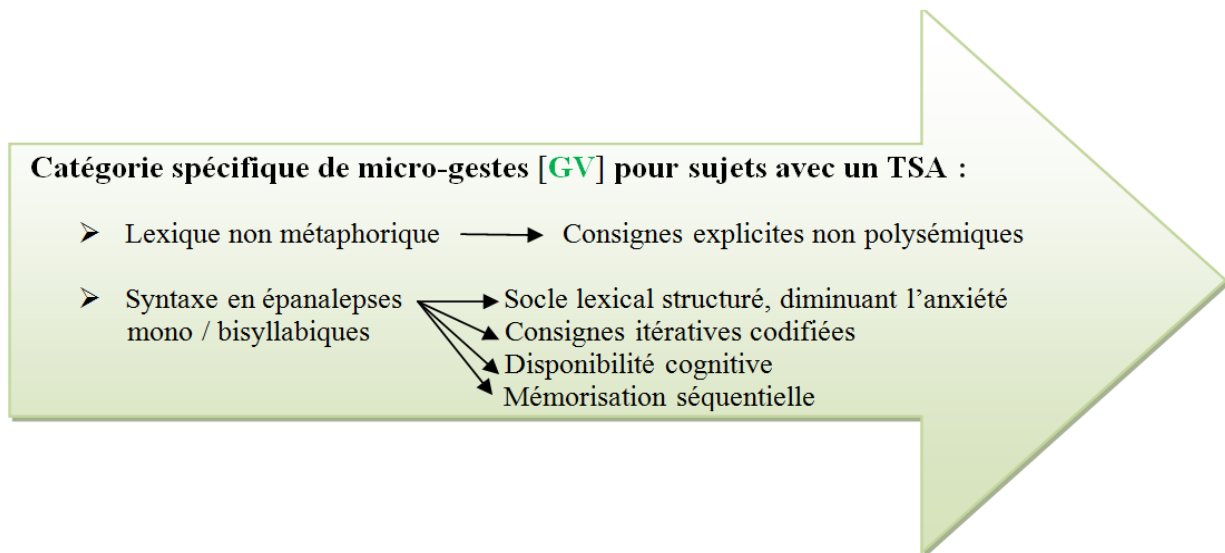 Catégorie spécifique de micro-gestes [GV] pour sujets avec un TSA :
➢ Lexique non métaphorique → Consignes explicites non polysémiques
➢ Syntaxe en épanalepses → Socle lexical structuré, diminuant l’anxiété
mono / bisyllabiques → Consignes itératives codifiées
→ Disponibilité cognitive
→ Mémorisation séquentielle